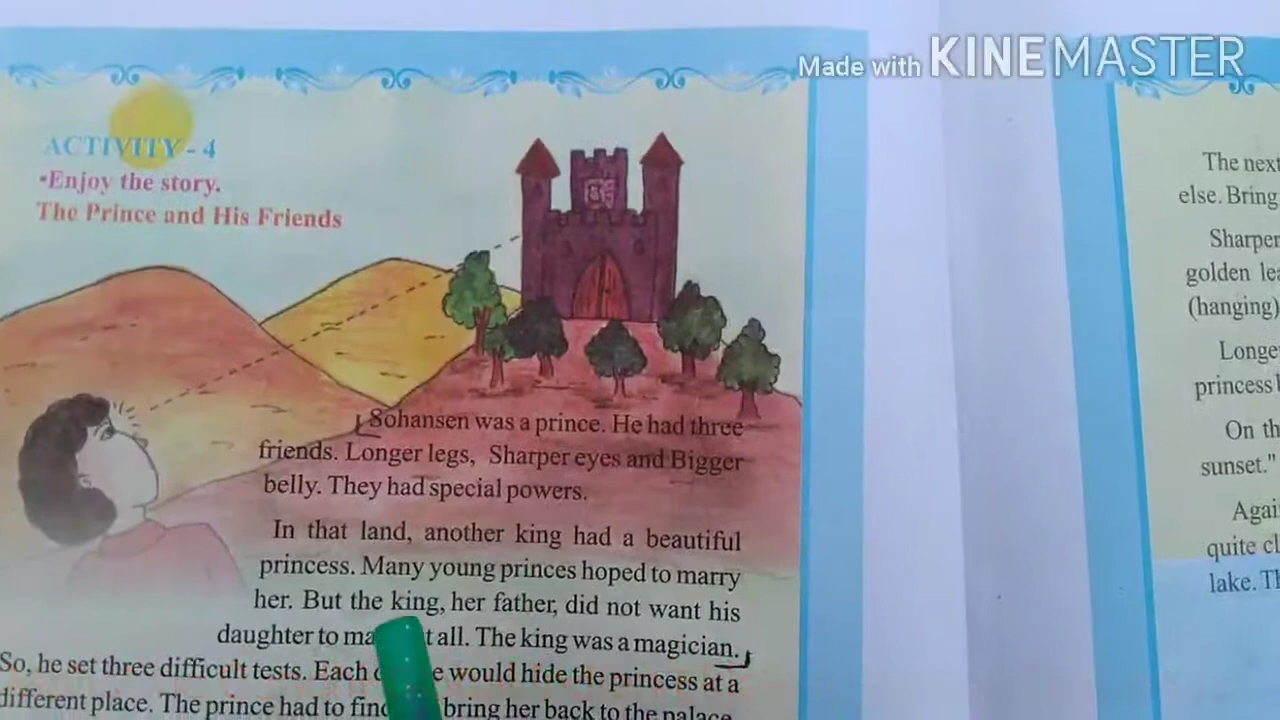 Made with KINEMASTER
ACTIVITY - 4
•Enjoy the story.
The Prince and His Friends
Sohansen was a prince. He had three
friends. Longer legs, Sharper eyes and Bigger
belly. They had special powers.
In that land, another king had a beautiful
princess. Many young princes hoped to marry
her. But the king, her father, did not want his
daughter to all. The king was a magician.
So, he set three difficult tests. Each would hide the princess at a
different place. The prince had to bring her back to the palace
The next
else. Bring
Sharper
golden
(hanging)
Longe
princess
On th
sunset."
Agai
quite
lake.